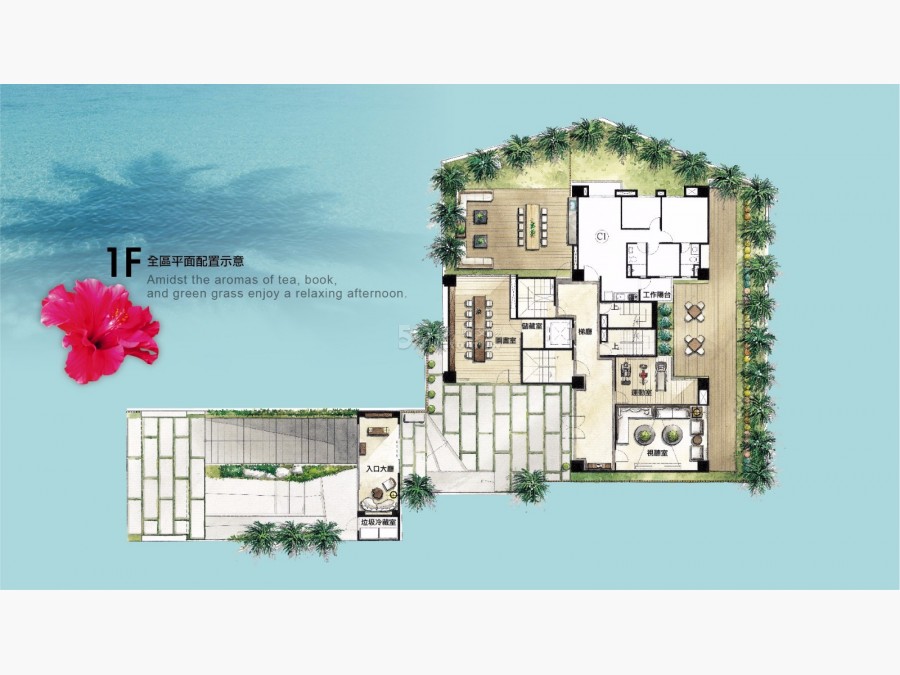 1F 全區平面配置示意
Amidst the aromas of tea, book,
and green grass enjoy a relaxing afternoon.
C1
工作陽台
上
儲藏室
梯廳
圖書室
上
運動室
視聽室
入口大廳
垃圾冷藏室